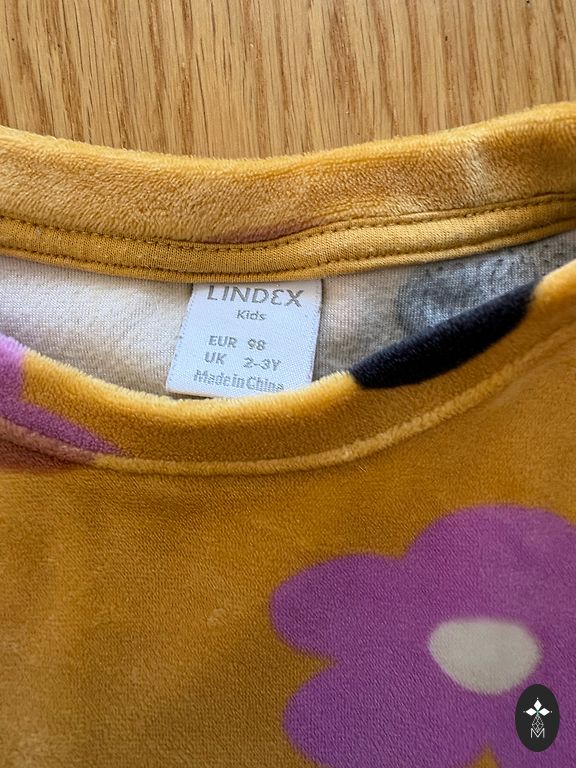 LINDEX
Kids
EUR 98
UK 2-3Y
Made in China